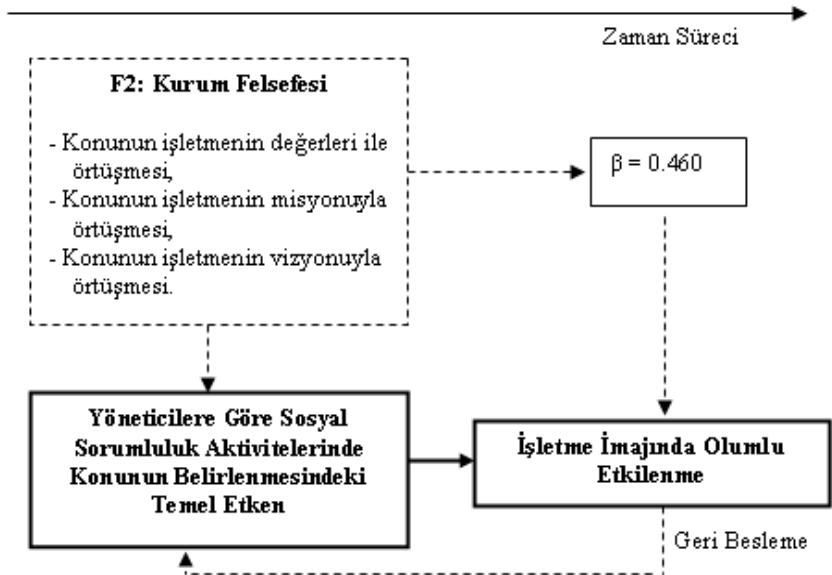 Zaman Süreci
F2: Kurum Felsefesi
- Konunun işletmenin değerleri ile
örtüşmesi,
- Konunun işletmenin misyonuyla
örtüşmesi,
- Konunun işletmenin vizyonuyla
örtüşmesi.
β = 0.460
Yöneticilere Göre Sosyal
Sorumluluk Aktivitelerinde
Konunun Belirlenmesindeki
Temel Etken
İşletme İmajında Olumlu
Etkilenme
Geri Besleme